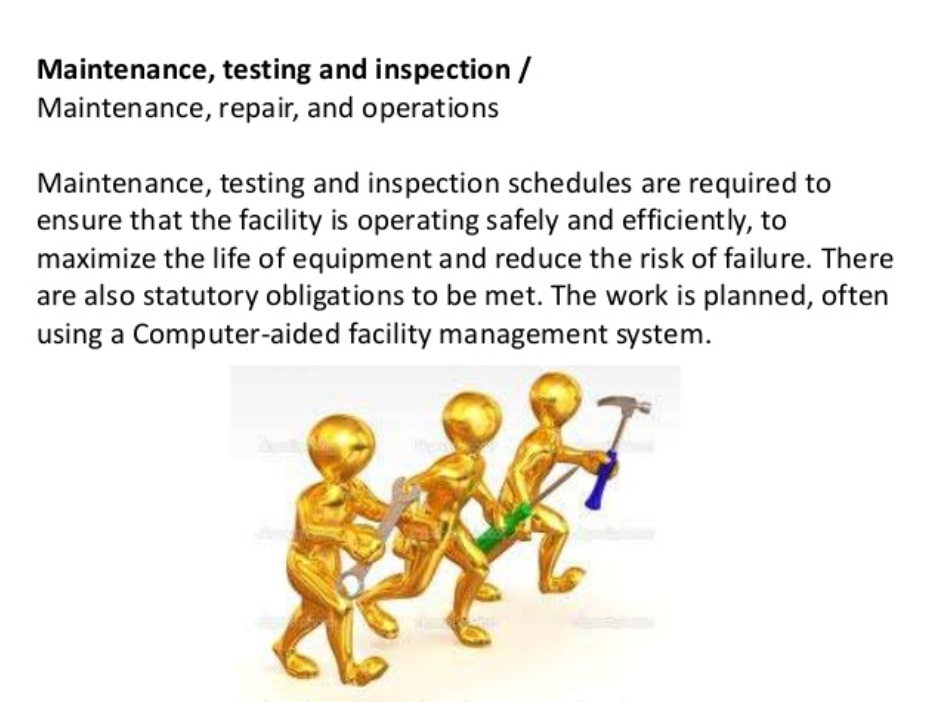 Maintenance, testing and inspection /
Maintenance, repair, and operations
Maintenance, testing and inspection schedules are required to
ensure that the facility is operating safely and efficiently, to
maximize the life of equipment and reduce the risk of failure. There
are also statutory obligations to be met. The work is planned, often
using a Computer-aided facility management system.